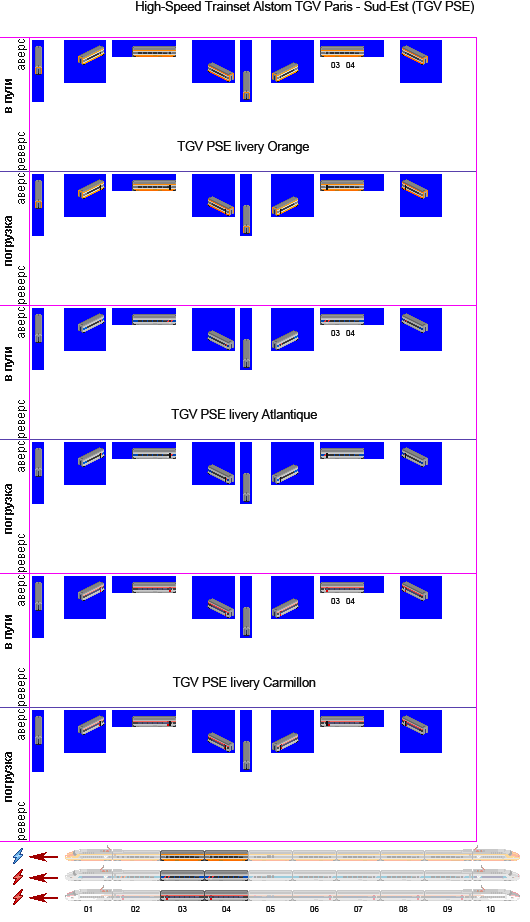 High-Speed Trainset Alstom TGV Paris - Sud-Est (TGV PSE)
аверс
в пути
03 04
реверс
TGV PSE livery Orange
аверс
погрузка
реверс
аверс
в пути
03 04
реверс
TGV PSE livery Atlantique
аверс
погрузка
реверс
аверс
в пути
03 04
реверс
TGV PSE livery Carmillon
аверс
погрузка
реверс
01 02 03 04 05 06 07 08 09 10